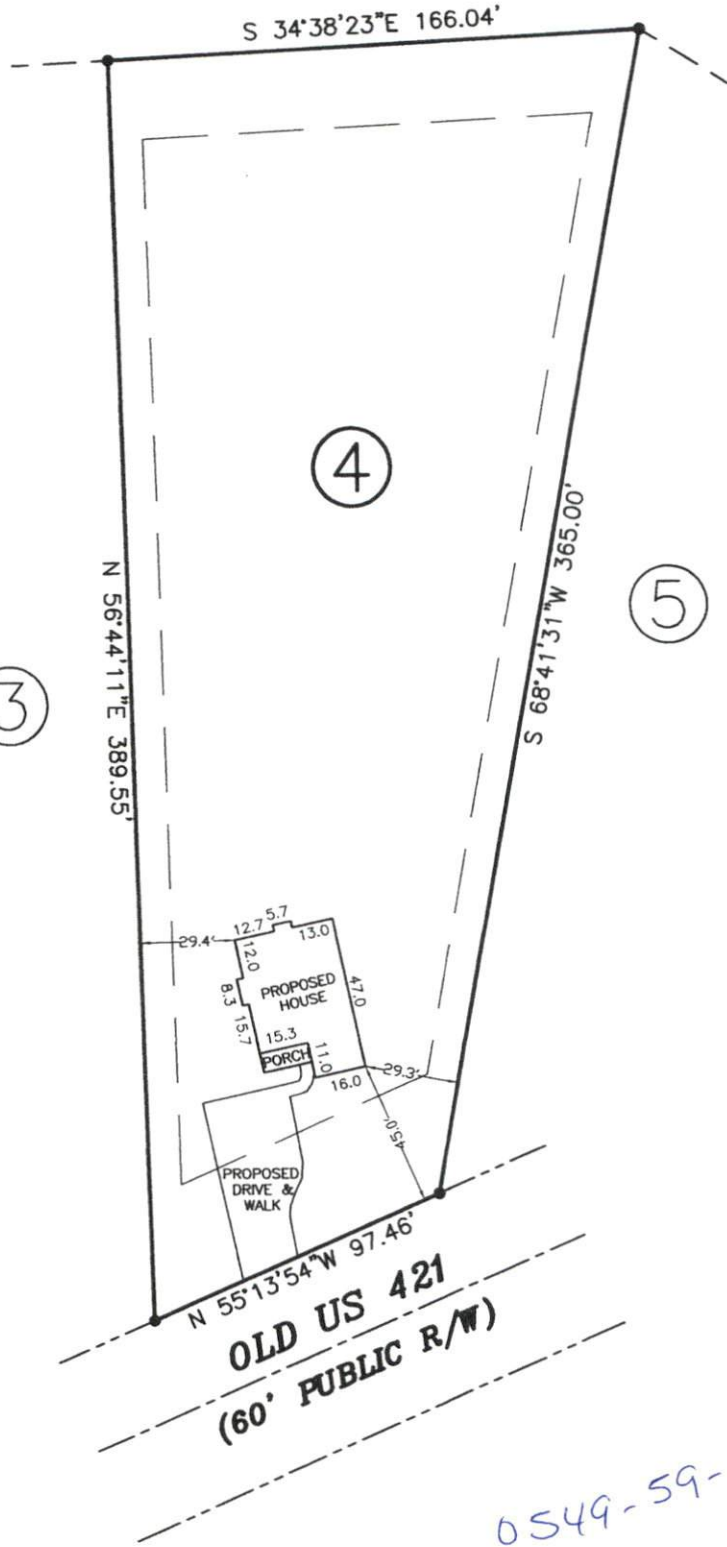 S 34°38'23"E 166.04'
4
N 56°44'11"E 389.55'
S 68°41'31"W 365.00'
5
3
12.7
5.7
13.0
29.4'
12.0
8.3
PROPOSED
HOUSE
47.0
15.7
15.3
PORCH
11.0
16.0
29.3'
45.0'
PROPOSED
DRIVE &
WALK
N 55°13'54"W 97.46'
OLD US 421
(60' PUBLIC R/W)
0549-59-